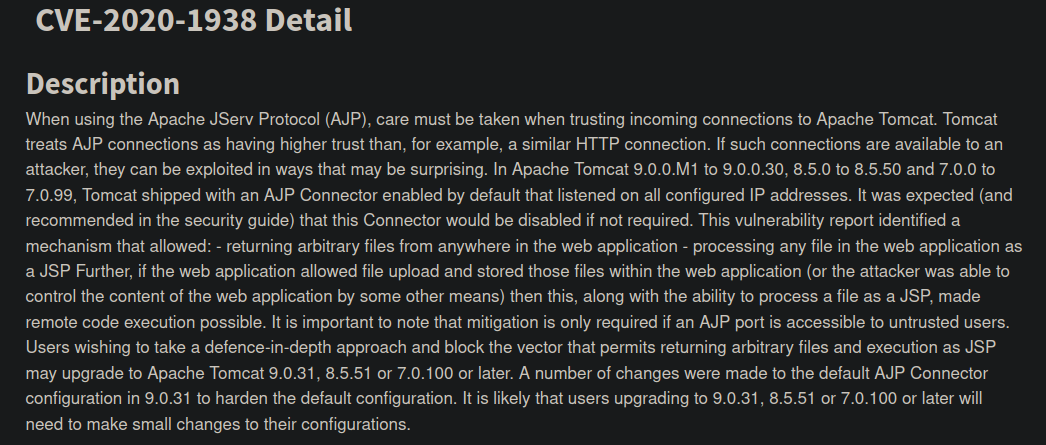 CVE-2020-1938 Detail
Description
When using the Apache JServ Protocol (AJP), care must be taken when trusting incoming connections to Apache Tomcat. Tomcat
treats AJP connections as having higher trust than, for example, a similar HTTP connection. If such connections are available to an
attacker, they can be exploited in ways that may be surprising. In Apache Tomcat 9.0.0.M1 to 9.0.0.30, 8.5.0 to 8.5.50 and 7.0.0 to
7.0.99, Tomcat shipped with an AJP Connector enabled by default that listened on all configured IP addresses. It was expected (and
recommended in the security guide) that this Connector would be disabled if not required. This vulnerability report identified a
mechanism that allowed: - returning arbitrary files from anywhere in the web application - processing any file in the web application as
a JSP Further, if the web application allowed file upload and stored those files within the web application (or the attacker was able to
control the content of the web application by some other means) then this, along with the ability to process a file as a JSP, made
remote code execution possible. It is important to note that mitigation is only required if an AJP port is accessible to untrusted users.
Users wishing to take a defence-in-depth approach and block the vector that permits returning arbitrary files and execution as JSP
may upgrade to Apache Tomcat 9.0.31, 8.5.51 or 7.0.100 or later. A number of changes were made to the default AJP Connector
configuration in 9.0.31 to harden the default configuration. It is likely that users upgrading to 9.0.31, 8.5.51 or 7.0.100 or later will
need to make small changes to their configurations.